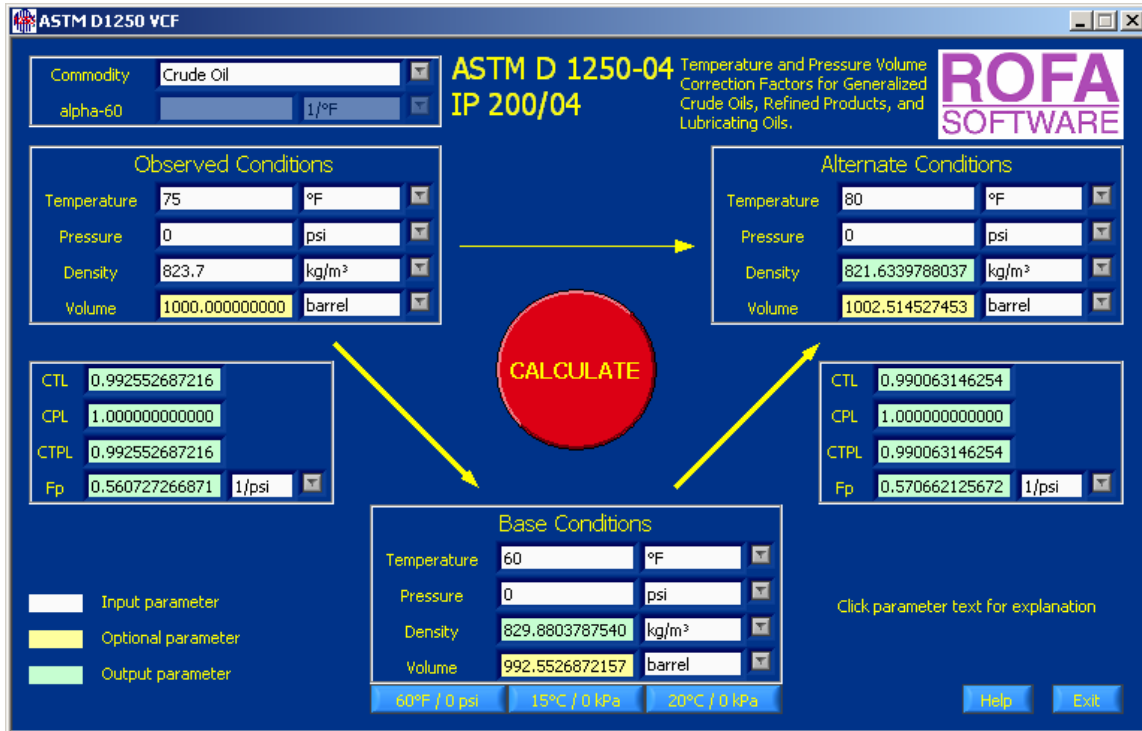 ASTM D1250 VCF
Commodity Crude Oil
alpha-60 1/°F
ASTM D 1250-04
IP 200/04
Temperature and Pressure Volume
Correction Factors for Generalized
Crude Oils, Refined Products, and
Lubricating Oils.
ROFA
SOFTWARE
Observed Conditions
Temperature 75 °F
Pressure 0 psi
Density 823.7 kg/m³
Volume 1000.000000000 barrel
Alternate Conditions
Temperature 80 °F
Pressure 0 psi
Density 821.6339788037 kg/m³
Volume 1002.514527453 barrel
CALCULATE
CTL 0.992552687216
CPL 1.000000000000
CTPL 0.992552687216
Fp 0.560727266871 1/psi
CTL 0.990063146254
CPL 1.000000000000
CTPL 0.990063146254
Fp 0.570662125672 1/psi
Base Conditions
Temperature 60 °F
Pressure 0 psi
Density 829.8803787540 kg/m³
Volume 992.5526872157 barrel
Input parameter
Optional parameter
Output parameter
Click parameter text for explanation
60°F / 0 psi 15°C / 0 kPa 20°C / 0 kPa
Help Exit